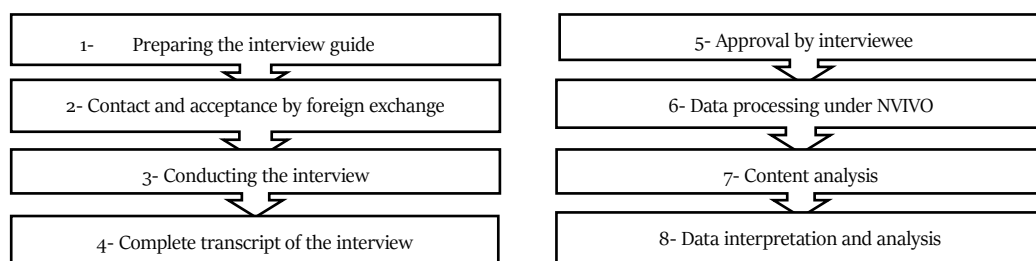 1- Preparing the interview guide
2- Contact and acceptance by foreign exchange
3- Conducting the interview
4- Complete transcript of the interview
5- Approval by interviewee
6- Data processing under NVIVO
7- Content analysis
8- Data interpretation and analysis